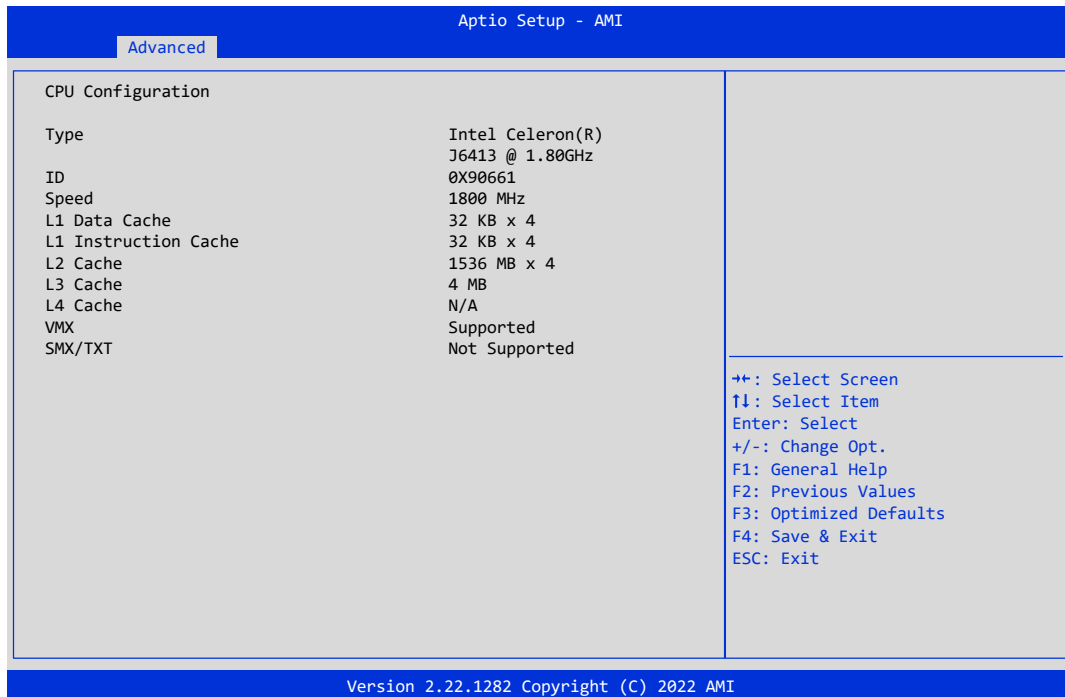 Aptio Setup - AMI
Advanced
CPU Configuration
Type Intel Celeron(R)
J6413 @ 1.80GHz
ID 0X90661
Speed 1800 MHz
L1 Data Cache 32 KB x 4
L1 Instruction Cache 32 KB x 4
L2 Cache 1536 MB x 4
L3 Cache 4 MB
L4 Cache N/A
VMX Supported
SMX/TXT Not Supported
→←: Select Screen
↑↓: Select Item
Enter: Select
+/-: Change Opt.
F1: General Help
F2: Previous Values
F3: Optimized Defaults
F4: Save & Exit
ESC: Exit
Version 2.22.1282 Copyright (C) 2022 AMI